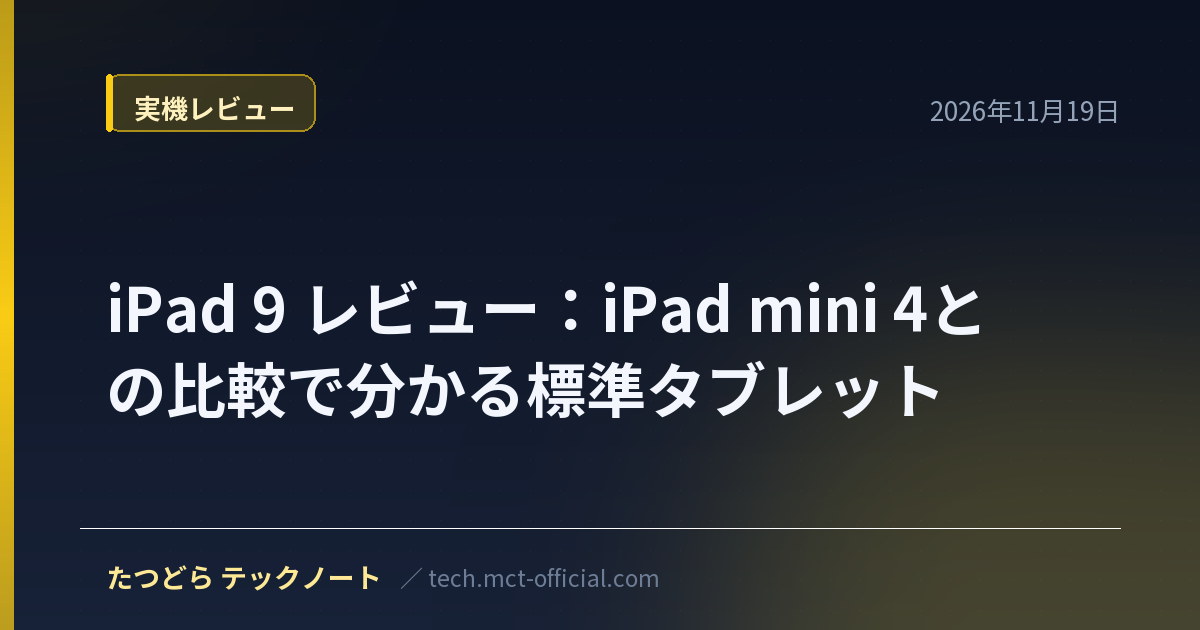 実機レビュー
2026年11月19日
iPad 9 レビュー：iPad mini 4と
の比較で分かる標準タブレット
たつどら テックノート ／ tech.mct-official.com